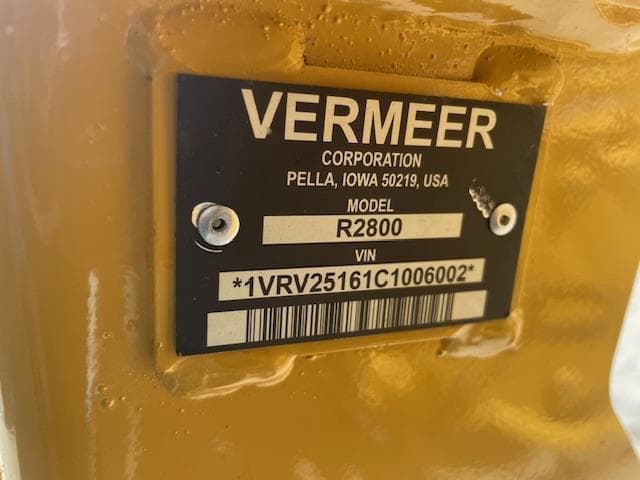 VERMEER
CORPORATION
PELLA, IOWA 50219, USA
MODEL
R2800
VIN
*1VRV25161C1006002*